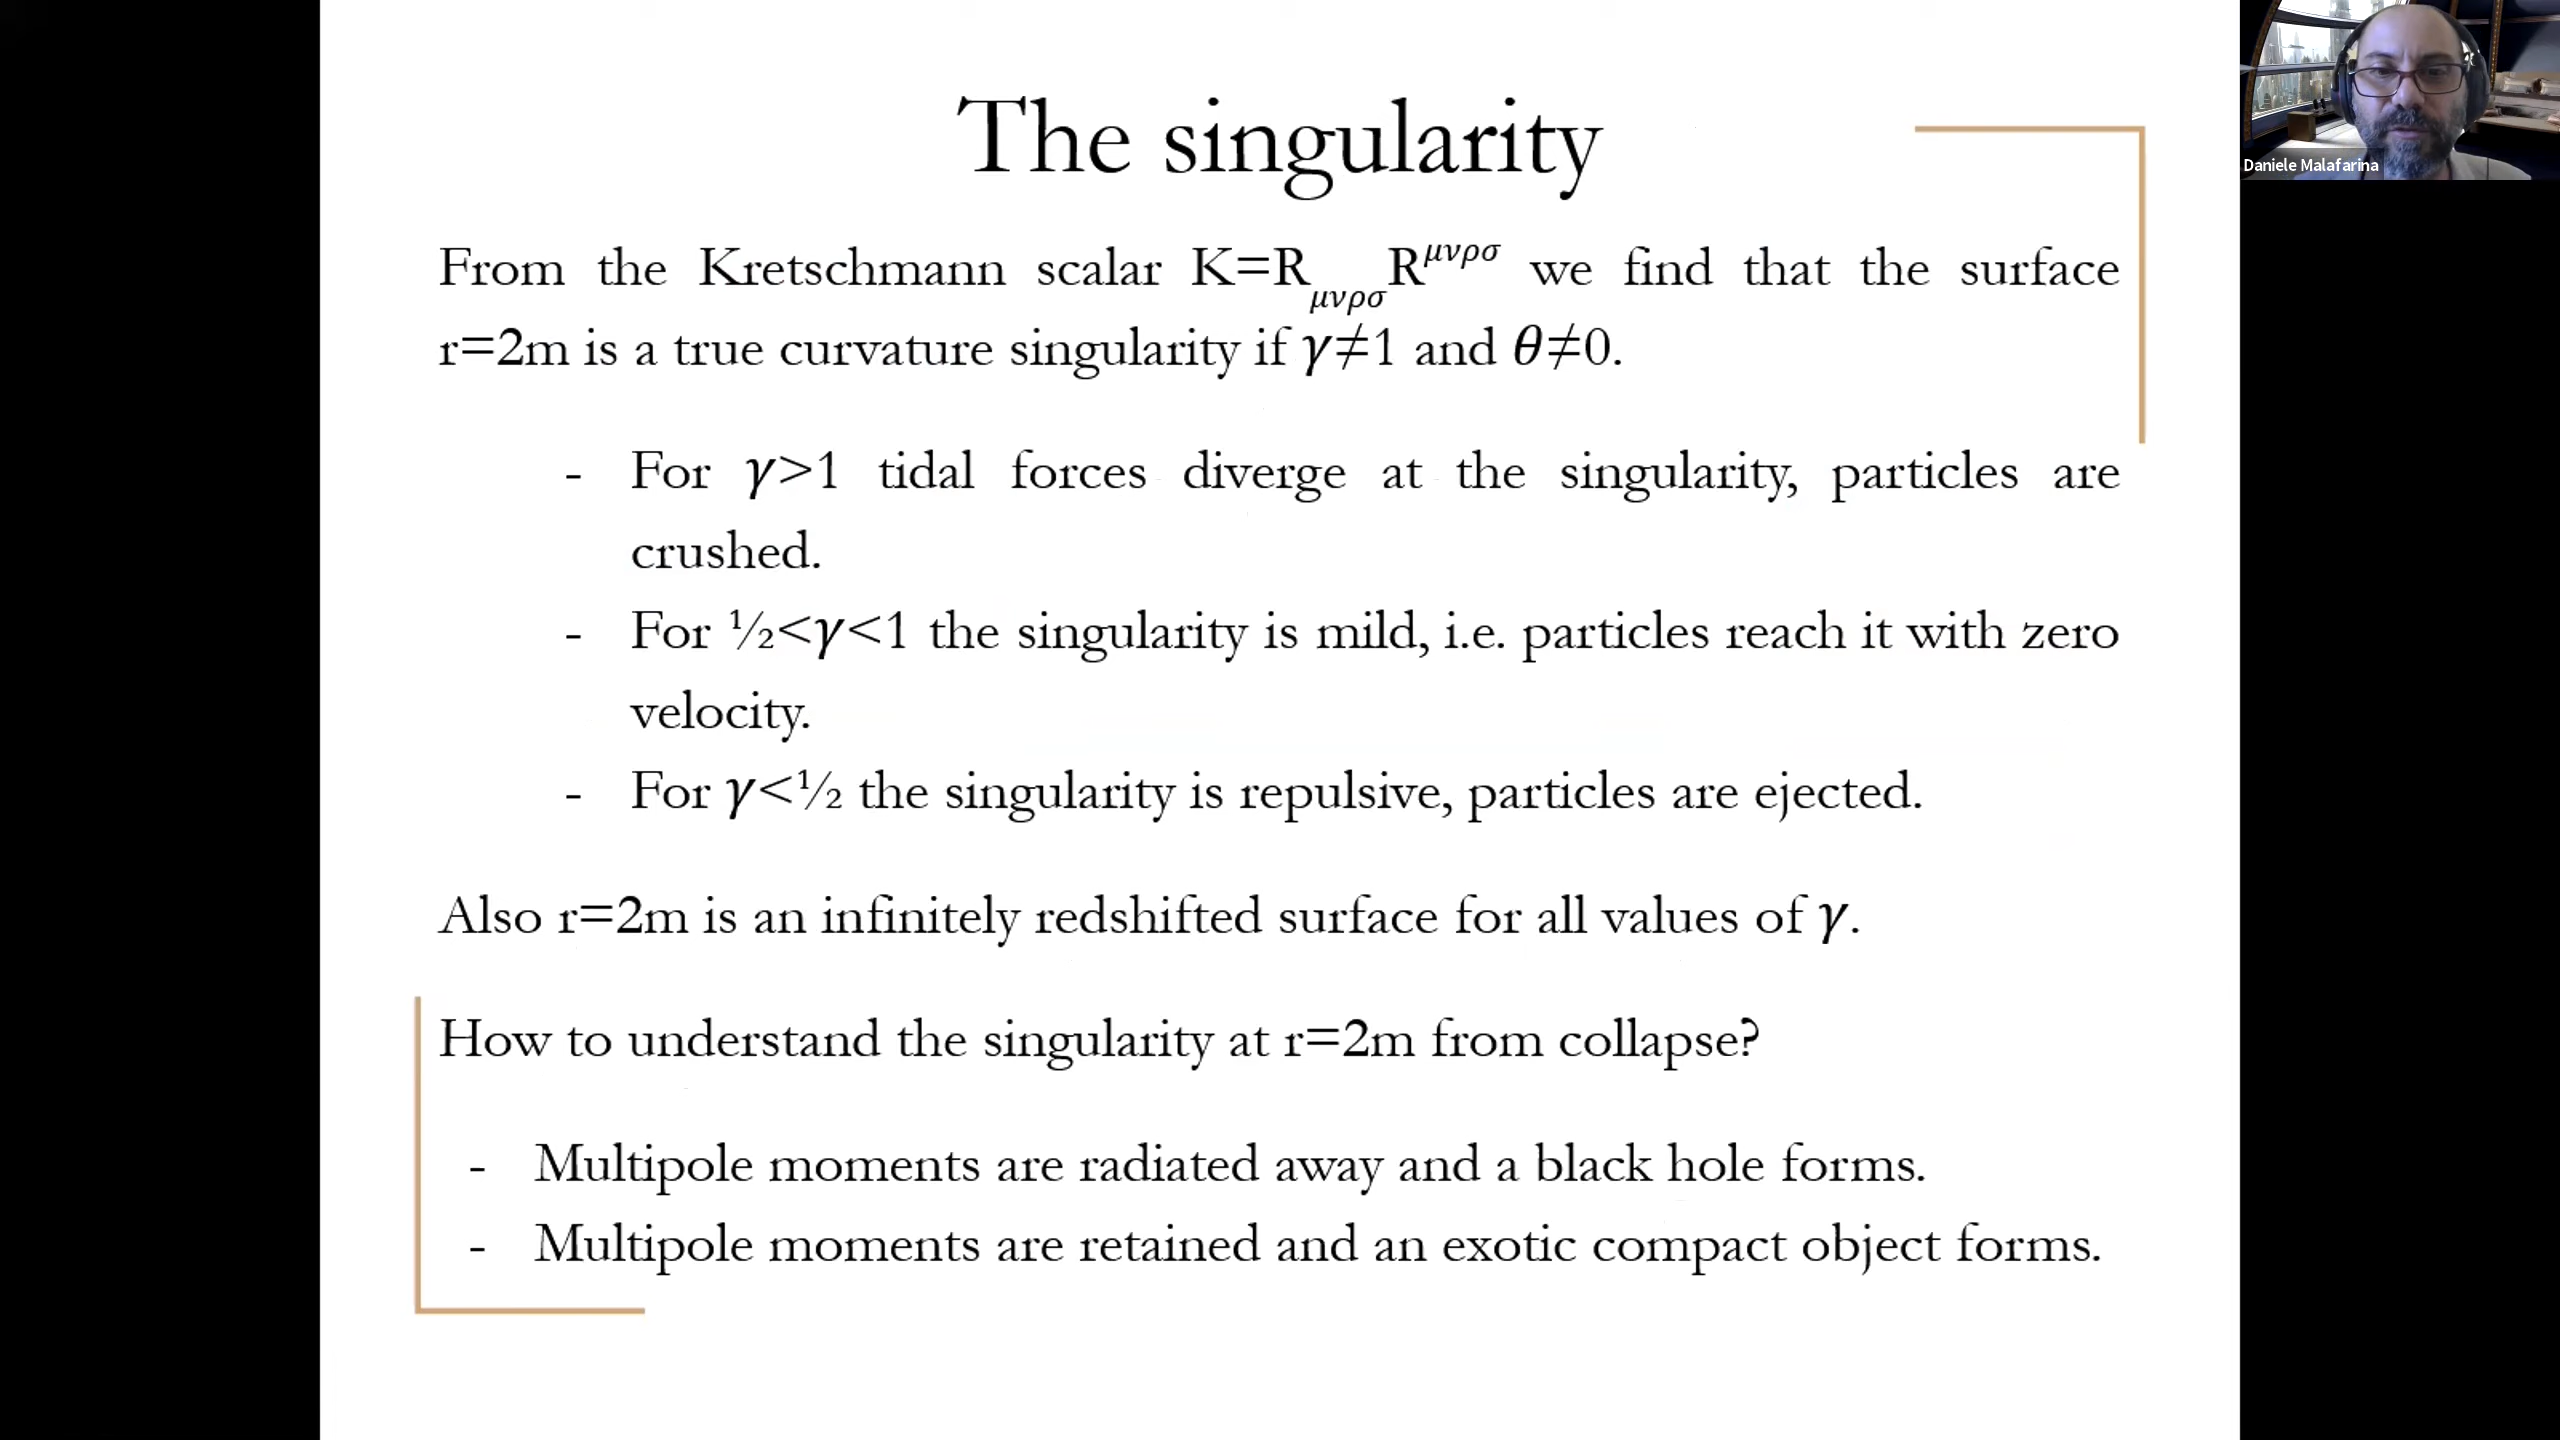 The singularity
Daniele Malafarina
From the Kretschmann scalar K=R_{μνρσ}R^{μνρσ} we find that the surface
r=2m is a true curvature singularity if γ≠1 and θ≠0.
- For γ>1 tidal forces diverge at the singularity, particles are
crushed.
- For ½<γ<1 the singularity is mild, i.e. particles reach it with zero
velocity.
- For γ<½ the singularity is repulsive, particles are ejected.
Also r=2m is an infinitely redshifted surface for all values of γ.
How to understand the singularity at r=2m from collapse?
- Multipole moments are radiated away and a black hole forms.
- Multipole moments are retained and an exotic compact object forms.